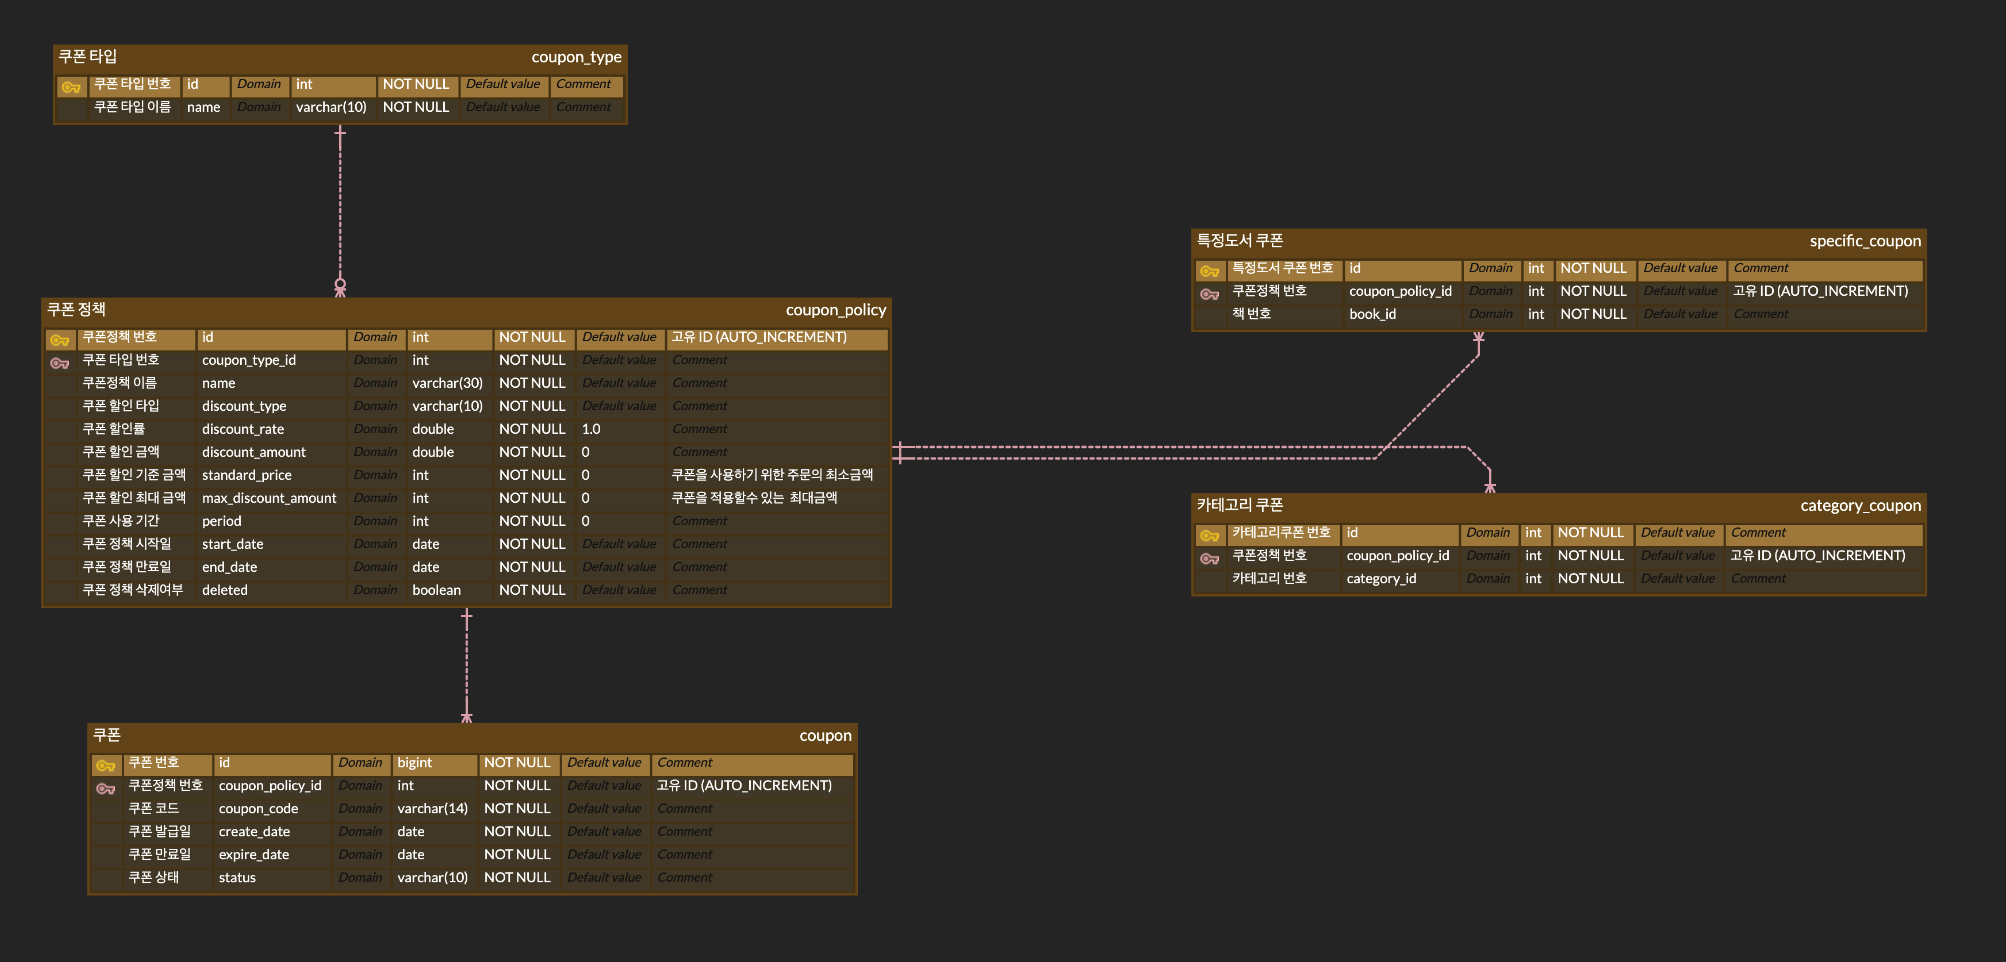 쿠폰 타입 coupon_type
쿠폰 타입 번호 id Domain int NOT NULL Default value Comment
쿠폰 타입 이름 name Domain varchar(10) NOT NULL Default value Comment
특정도서 쿠폰 specific_coupon
특정도서 쿠폰 번호 id Domain int NOT NULL Default value Comment
쿠폰정책 번호 coupon_policy_id Domain int NOT NULL Default value 고유 ID (AUTO_INCREMENT)
책 번호 book_id Domain int NOT NULL Default value Comment
쿠폰 정책 coupon_policy
쿠폰정책 번호 id Domain int NOT NULL Default value 고유 ID (AUTO_INCREMENT)
쿠폰 타입 번호 coupon_type_id Domain int NOT NULL Default value Comment
쿠폰정책 이름 name Domain varchar(30) NOT NULL Default value Comment
쿠폰 할인 타입 discount_type Domain varchar(10) NOT NULL Default value Comment
쿠폰 할인률 discount_rate Domain double NOT NULL 1.0 Comment
쿠폰 할인 금액 discount_amount Domain double NOT NULL 0 Comment
쿠폰 할인 기준 금액 standard_price Domain int NOT NULL 0 쿠폰을 사용하기 위한 주문의 최소금액
쿠폰 할인 최대 금액 max_discount_amount Domain int NOT NULL 0 쿠폰을 적용할수 있는 최대금액
쿠폰 사용 기간 period Domain int NOT NULL 0 Comment
쿠폰 정책 시작일 start_date Domain date NOT NULL Default value Comment
쿠폰 정책 만료일 end_date Domain date NOT NULL Default value Comment
쿠폰 정책 삭제여부 deleted Domain boolean NOT NULL Default value Comment
카테고리 쿠폰 category_coupon
카테고리쿠폰 번호 id Domain int NOT NULL Default value Comment
쿠폰정책 번호 coupon_policy_id Domain int NOT NULL Default value 고유 ID (AUTO_INCREMENT)
카테고리 번호 category_id Domain int NOT NULL Default value Comment
쿠폰 coupon
쿠폰 번호 id Domain bigint NOT NULL Default value Comment
쿠폰정책 번호 coupon_policy_id Domain int NOT NULL Default value 고유 ID (AUTO_INCREMENT)
쿠폰 코드 coupon_code Domain varchar(14) NOT NULL Default value Comment
쿠폰 발급일 create_date Domain date NOT NULL Default value Comment
쿠폰 만료일 expire_date Domain date NOT NULL Default value Comment
쿠폰 상태 status Domain varchar(10) NOT NULL Default value Comment